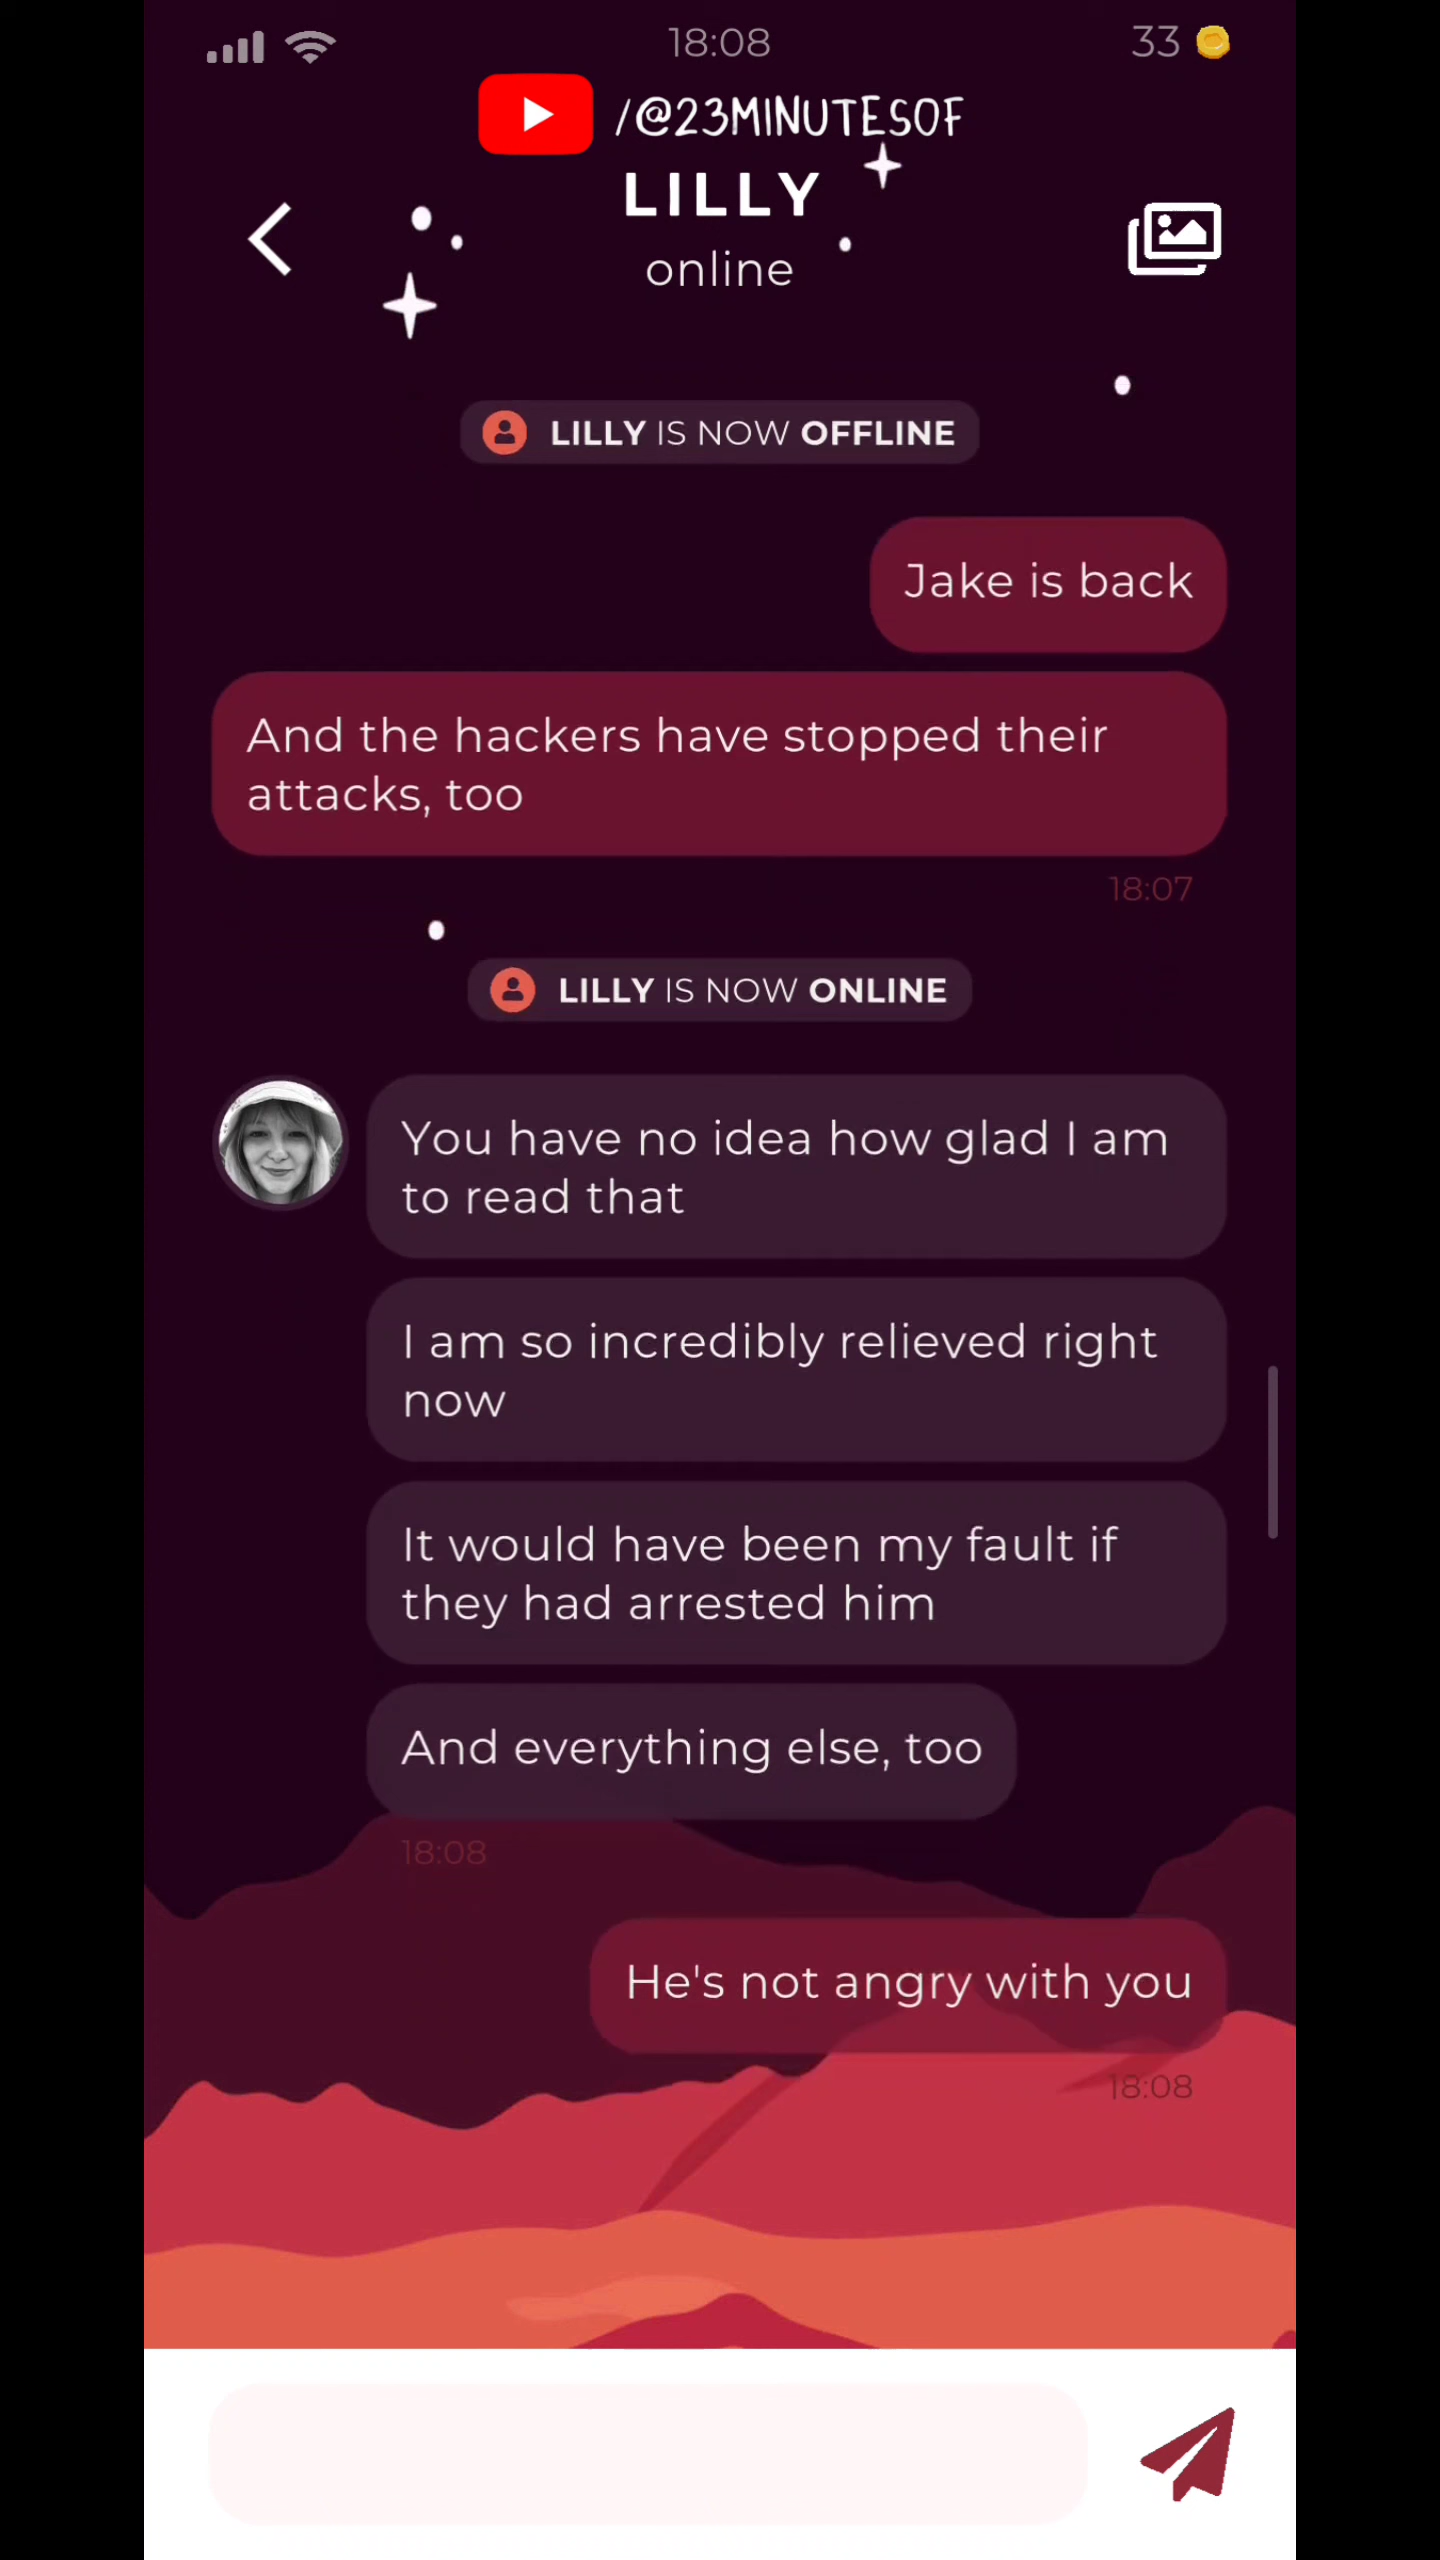 18:08
33
/@23MINUTESOF
LILLY
online
LILLY IS NOW OFFLINE
Jake is back
And the hackers have stopped their
attacks, too
18:07
LILLY IS NOW ONLINE
You have no idea how glad I am
to read that
I am so incredibly relieved right
now
It would have been my fault if
they had arrested him
And everything else, too
18:08
He's not angry with you
18:08